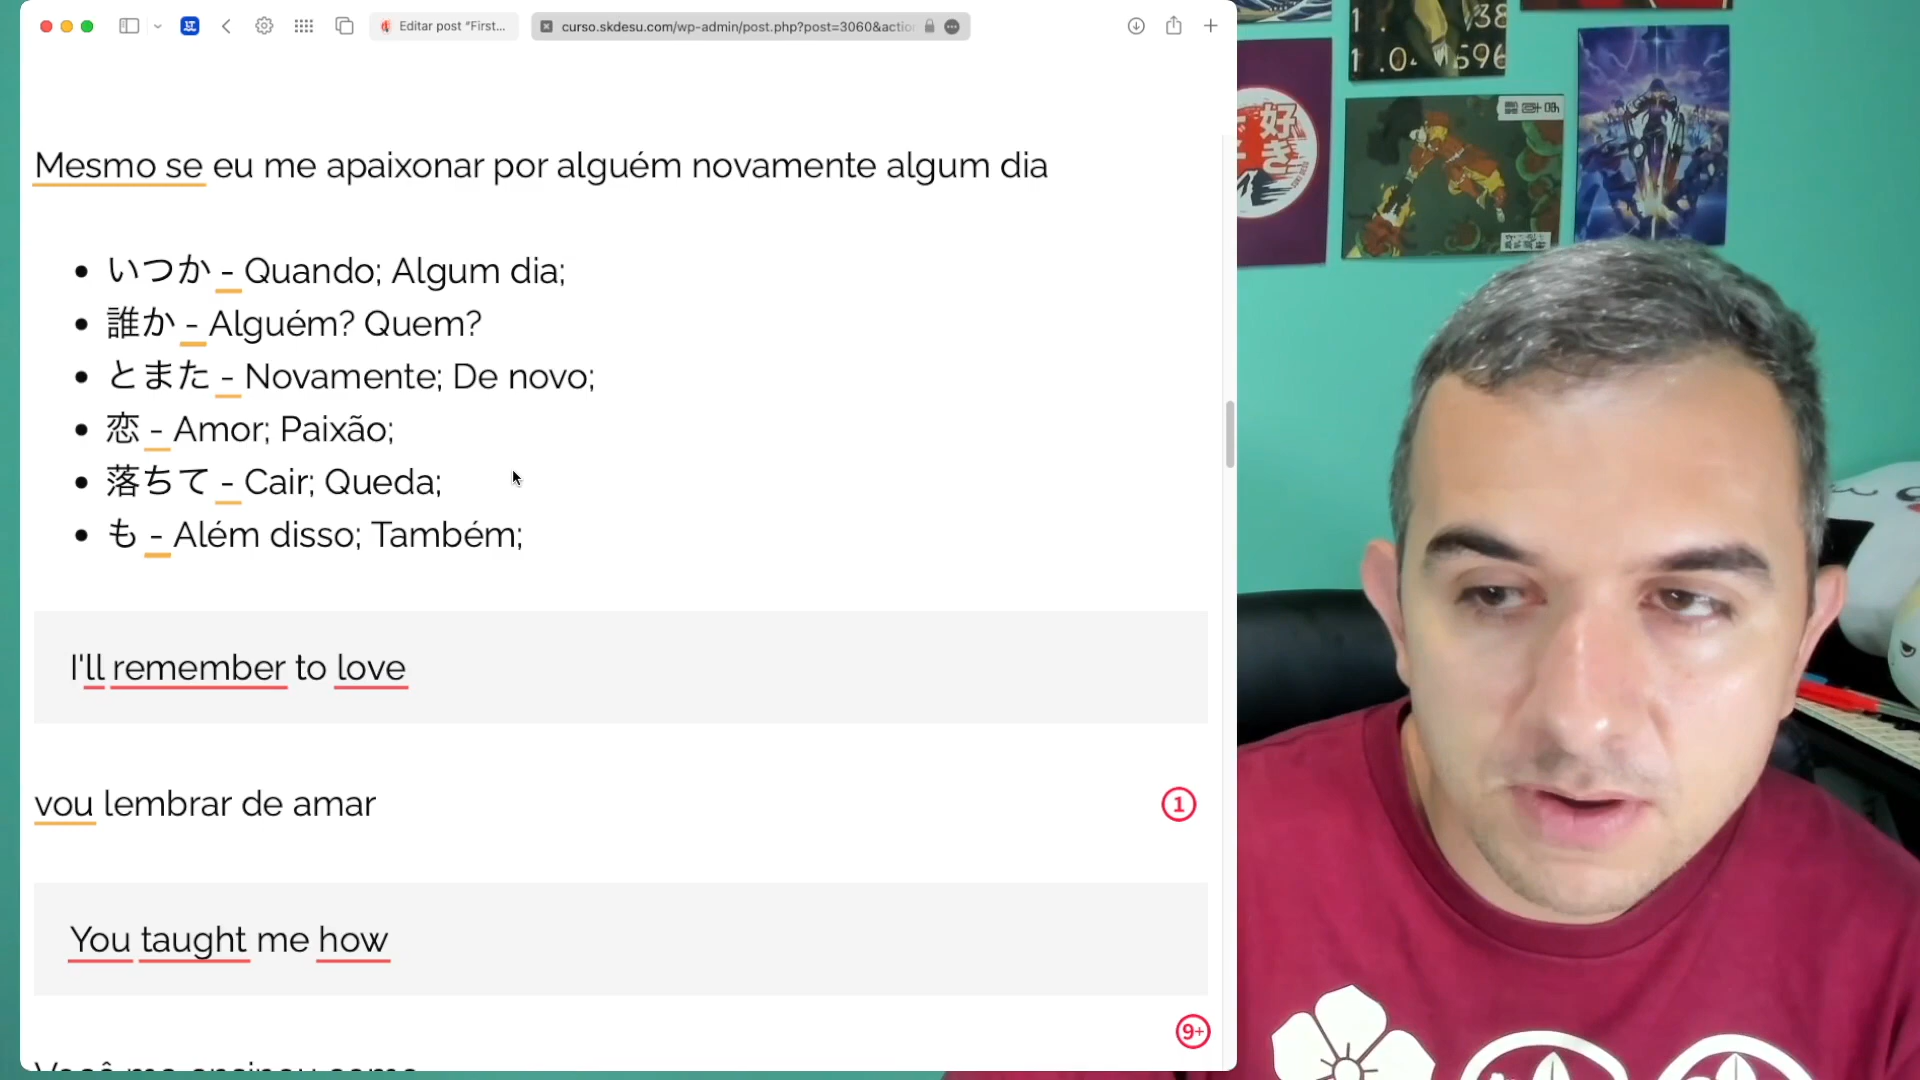 Editar post “First...
curso.skdesu.com/wp-admin/post.php?post=3060&actio
Mesmo se eu me apaixonar por alguém novamente algum dia
いつか - Quando; Algum dia;
誰か - Alguém? Quem?
とまた - Novamente; De novo;
恋 - Amor; Paixão;
落ちて - Cair; Queda;
も - Além disso; Também;
I'll remember to love
vou lembrar de amar
1
You taught me how
9+
好き